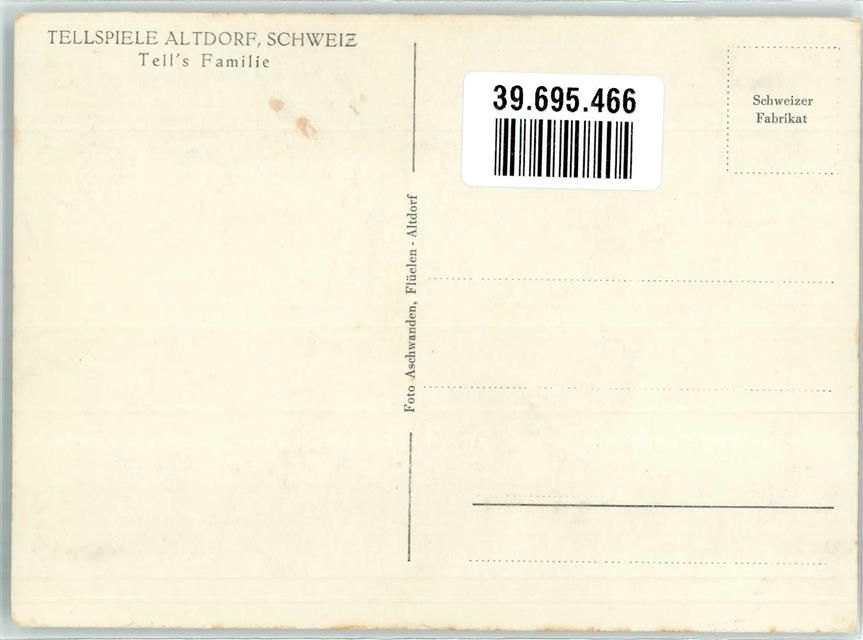 TELLSPIELE ALTDORF, SCHWEIZ
Tell's Familie
39.695.466
Schweizer
Fabrikat
Foto Aschwanden, Flüelen - Altdorf